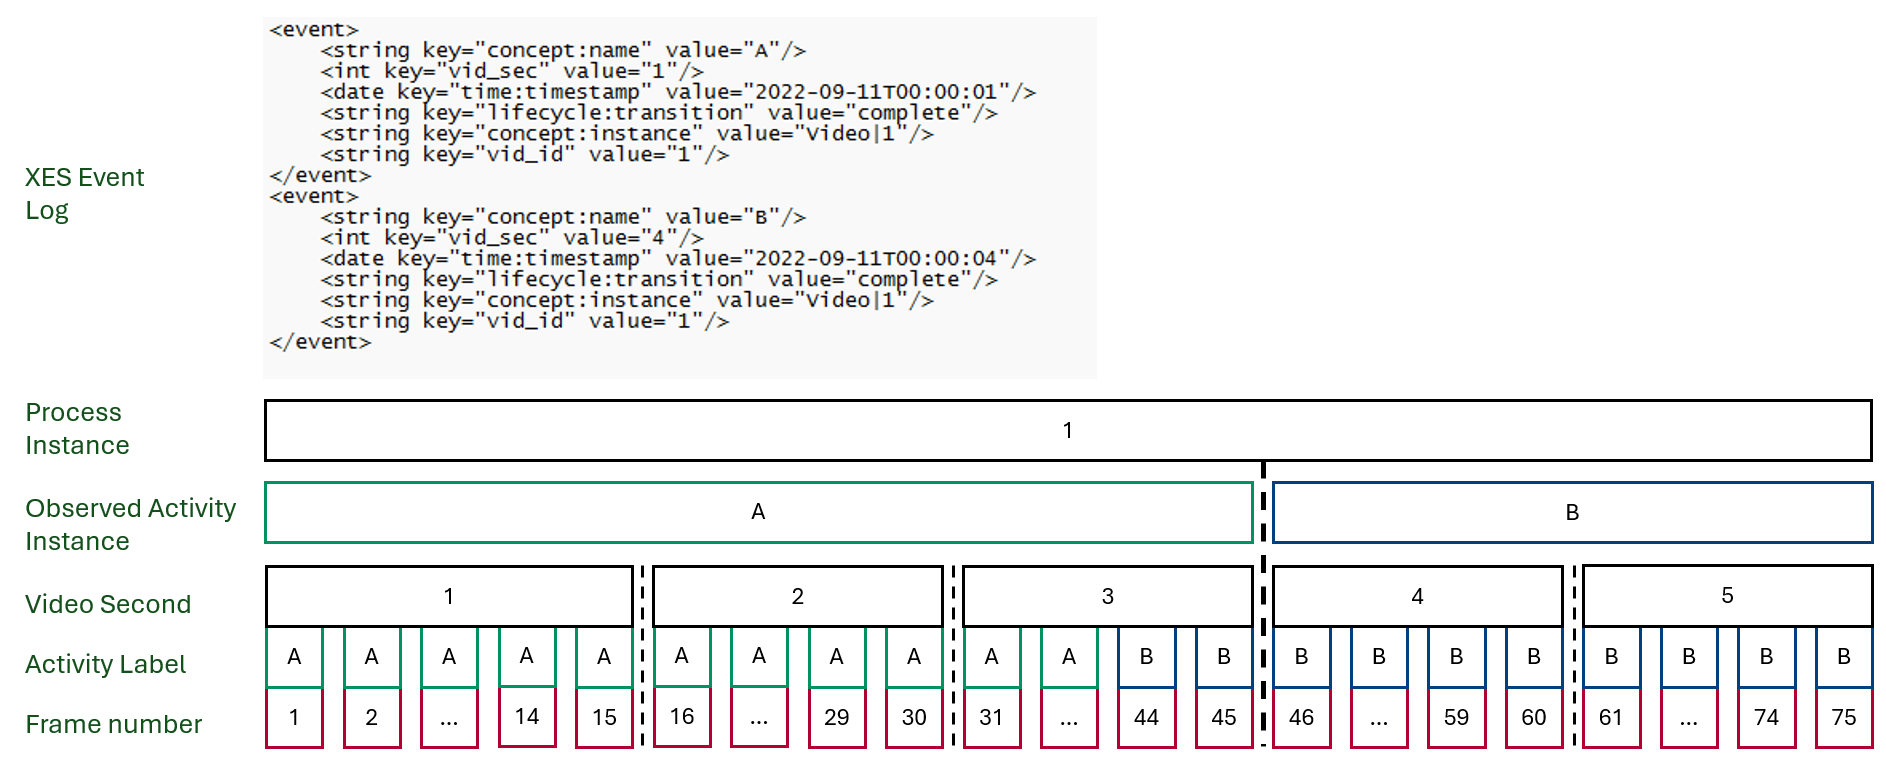 <event>
    <string key="concept:name" value="A"/>
    <int key="vid_sec" value="1"/>
    <date key="time:timestamp" value="2022-09-11T00:00:01"/>
    <string key="lifecycle:transition" value="complete"/>
    <string key="concept:instance" value="Video|1"/>
    <string key="vid_id" value="1"/>
</event>
<event>
    <string key="concept:name" value="B"/>
    <int key="vid_sec" value="4"/>
    <date key="time:timestamp" value="2022-09-11T00:00:04"/>
    <string key="lifecycle:transition" value="complete"/>
    <string key="concept:instance" value="Video|1"/>
    <string key="vid_id" value="1"/>
</event>
XES Event
Log
Process
Instance
1
Observed Activity
Instance
A B
Video Second
1 2 3 4 5
Activity Label
A A A A A A A A A A A B B B B B B B B B B
Frame number
1 2 ... 14 15 16 ... 29 30 31 ... 44 45 46 ... 59 60 61 ... 74 75